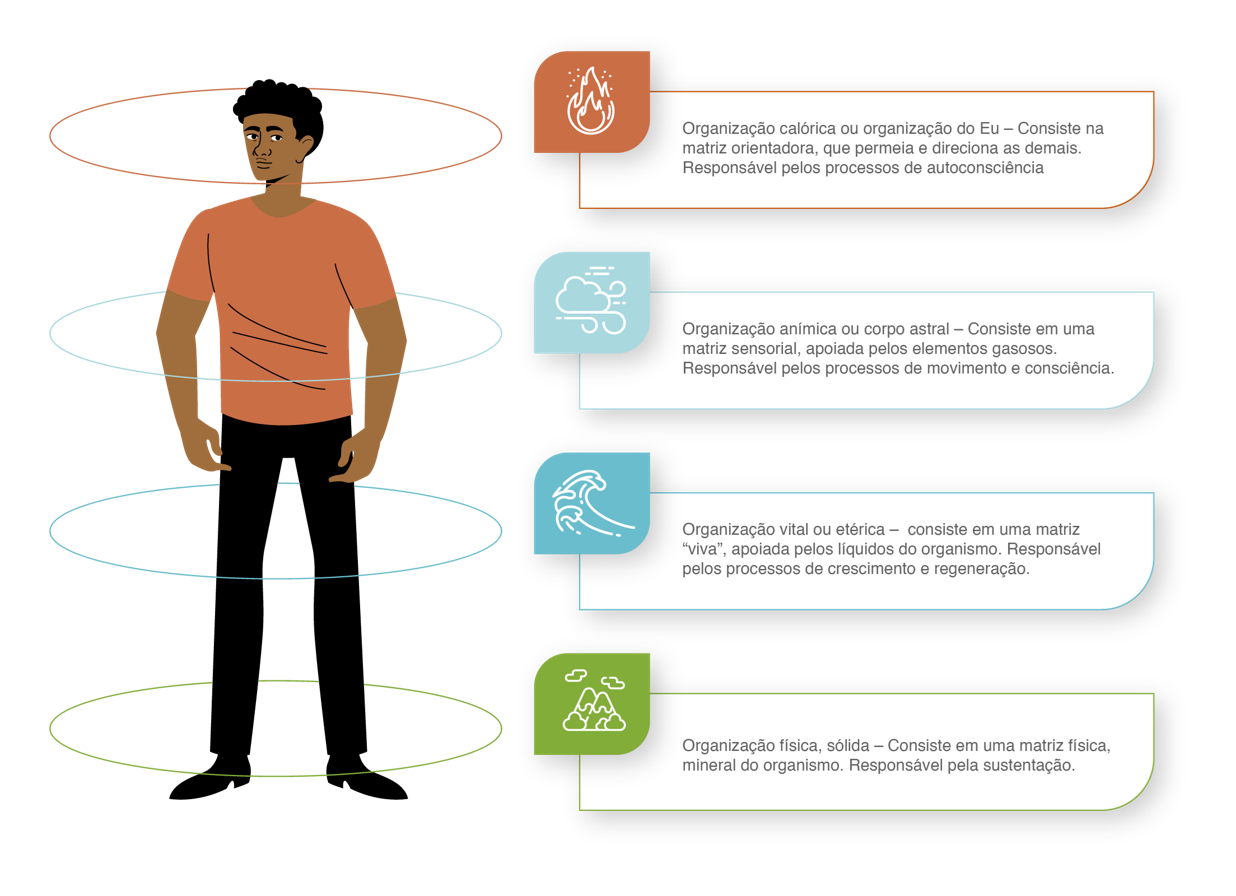 Organização calórica ou organização do Eu – Consiste na
matriz orientadora, que permeia e direciona as demais.
Responsável pelos processos de autoconsciência
Organização anímica ou corpo astral – Consiste em uma
matriz sensorial, apoiada pelos elementos gasosos.
Responsável pelos processos de movimento e consciência.
Organização vital ou etérica –  consiste em uma matriz
“viva”, apoiada pelos líquidos do organismo. Responsável
pelos processos de crescimento e regeneração.
Organização física, sólida – Consiste em uma matriz física,
mineral do organismo. Responsável pela sustentação.